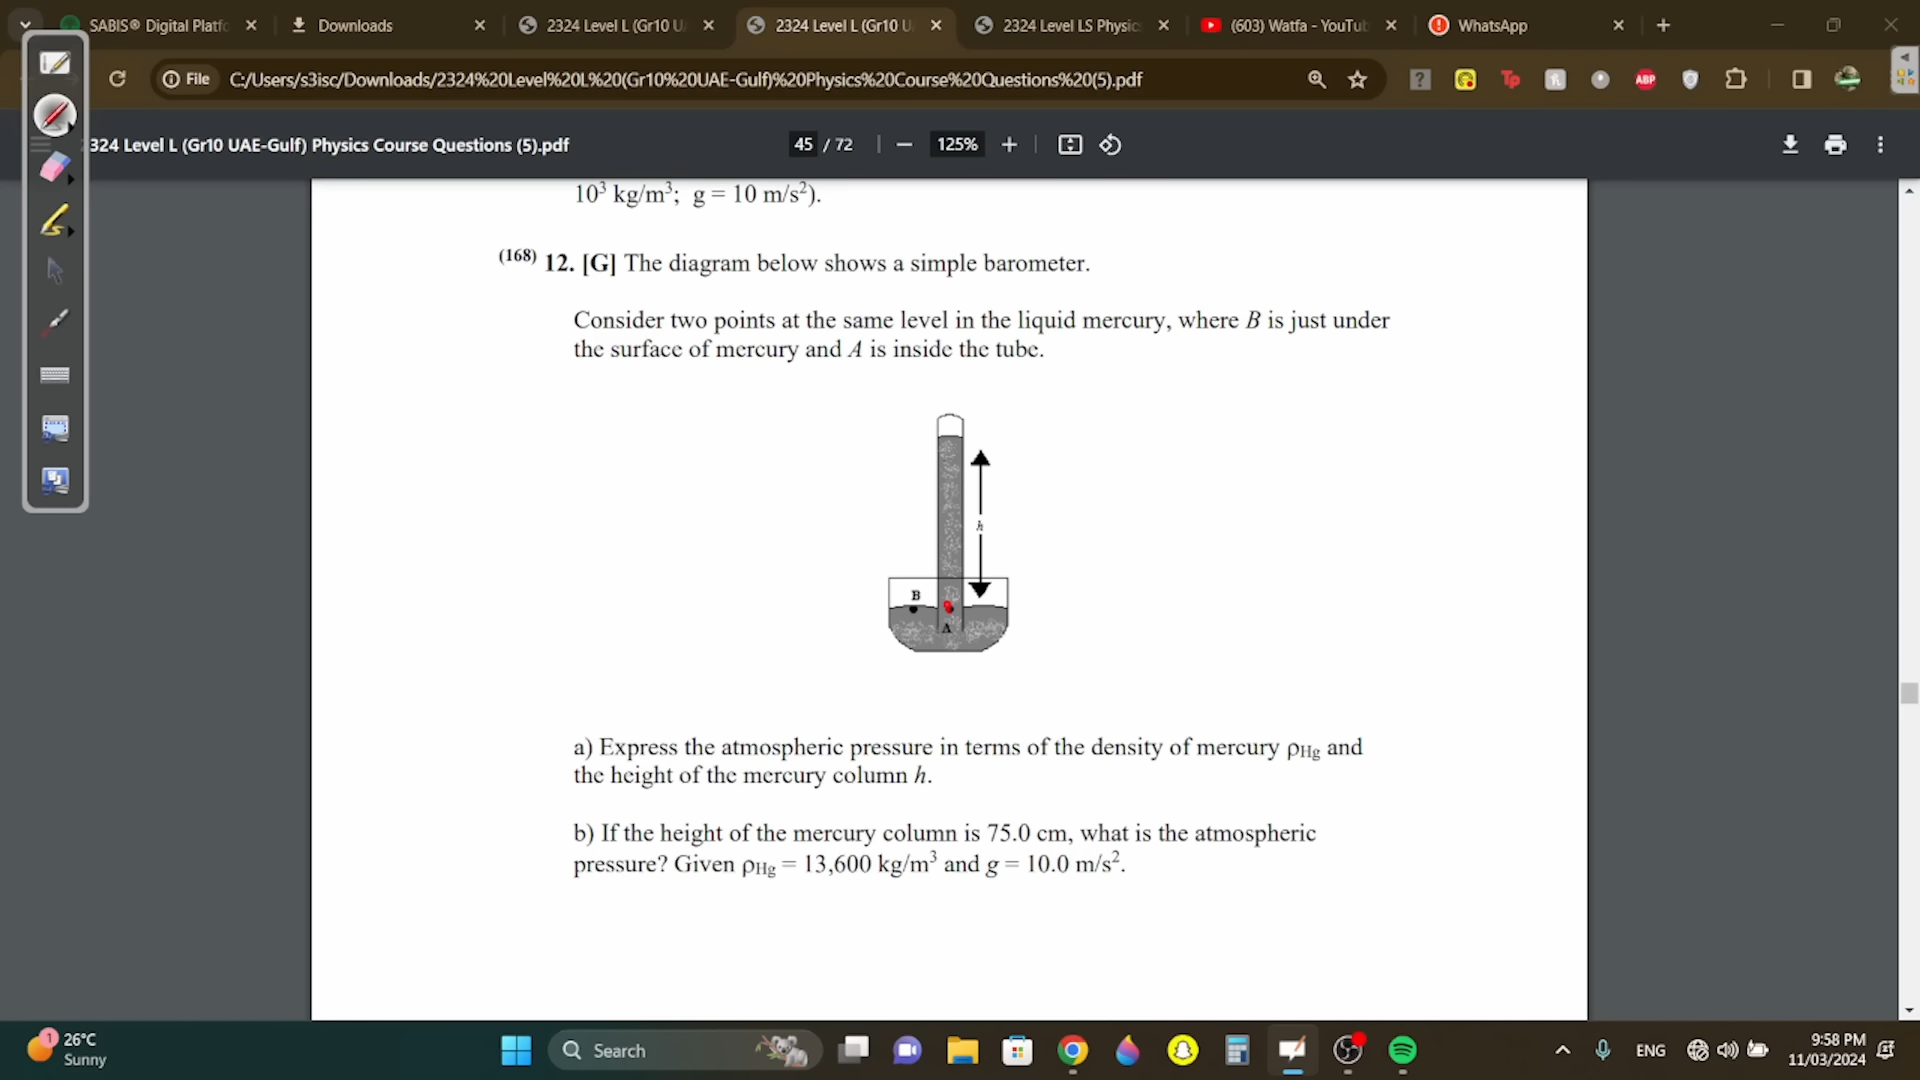 SABIS® Digital Platfo
Downloads
2324 Level L (Gr10 U
2324 Level L (Gr10 U
2324 Level LS Physic
(603) Watfa - YouTub
WhatsApp
File
C:/Users/s3isc/Downloads/2324%20Level%20L%20(Gr10%20UAE-Gulf)%20Physics%20Course%20Questions%20(5).pdf
Tp
ABP
324 Level L (Gr10 UAE-Gulf) Physics Course Questions (5).pdf
45 / 72
125%
10³ kg/m³; g = 10 m/s²).
(168) 12. [G] The diagram below shows a simple barometer.
Consider two points at the same level in the liquid mercury, where B is just under
the surface of mercury and A is inside the tube.
h
B
A
a) Express the atmospheric pressure in terms of the density of mercury ρHg and
the height of the mercury column h.
b) If the height of the mercury column is 75.0 cm, what is the atmospheric
pressure? Given ρHg = 13,600 kg/m³ and g = 10.0 m/s².
1
26°C
Sunny
Search
ENG
9:58 PM
11/03/2024